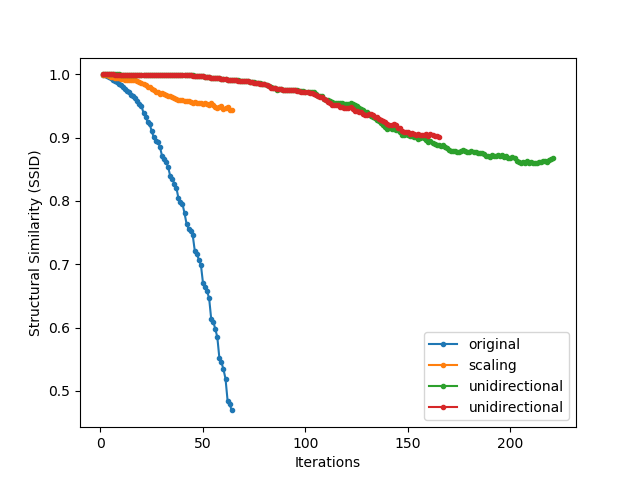 1.0
0.9
0.8
0.7
0.6
0.5
Structural Similarity (SSID)
0
50
100
150
200
Iterations
original
scaling
unidirectional
unidirectional